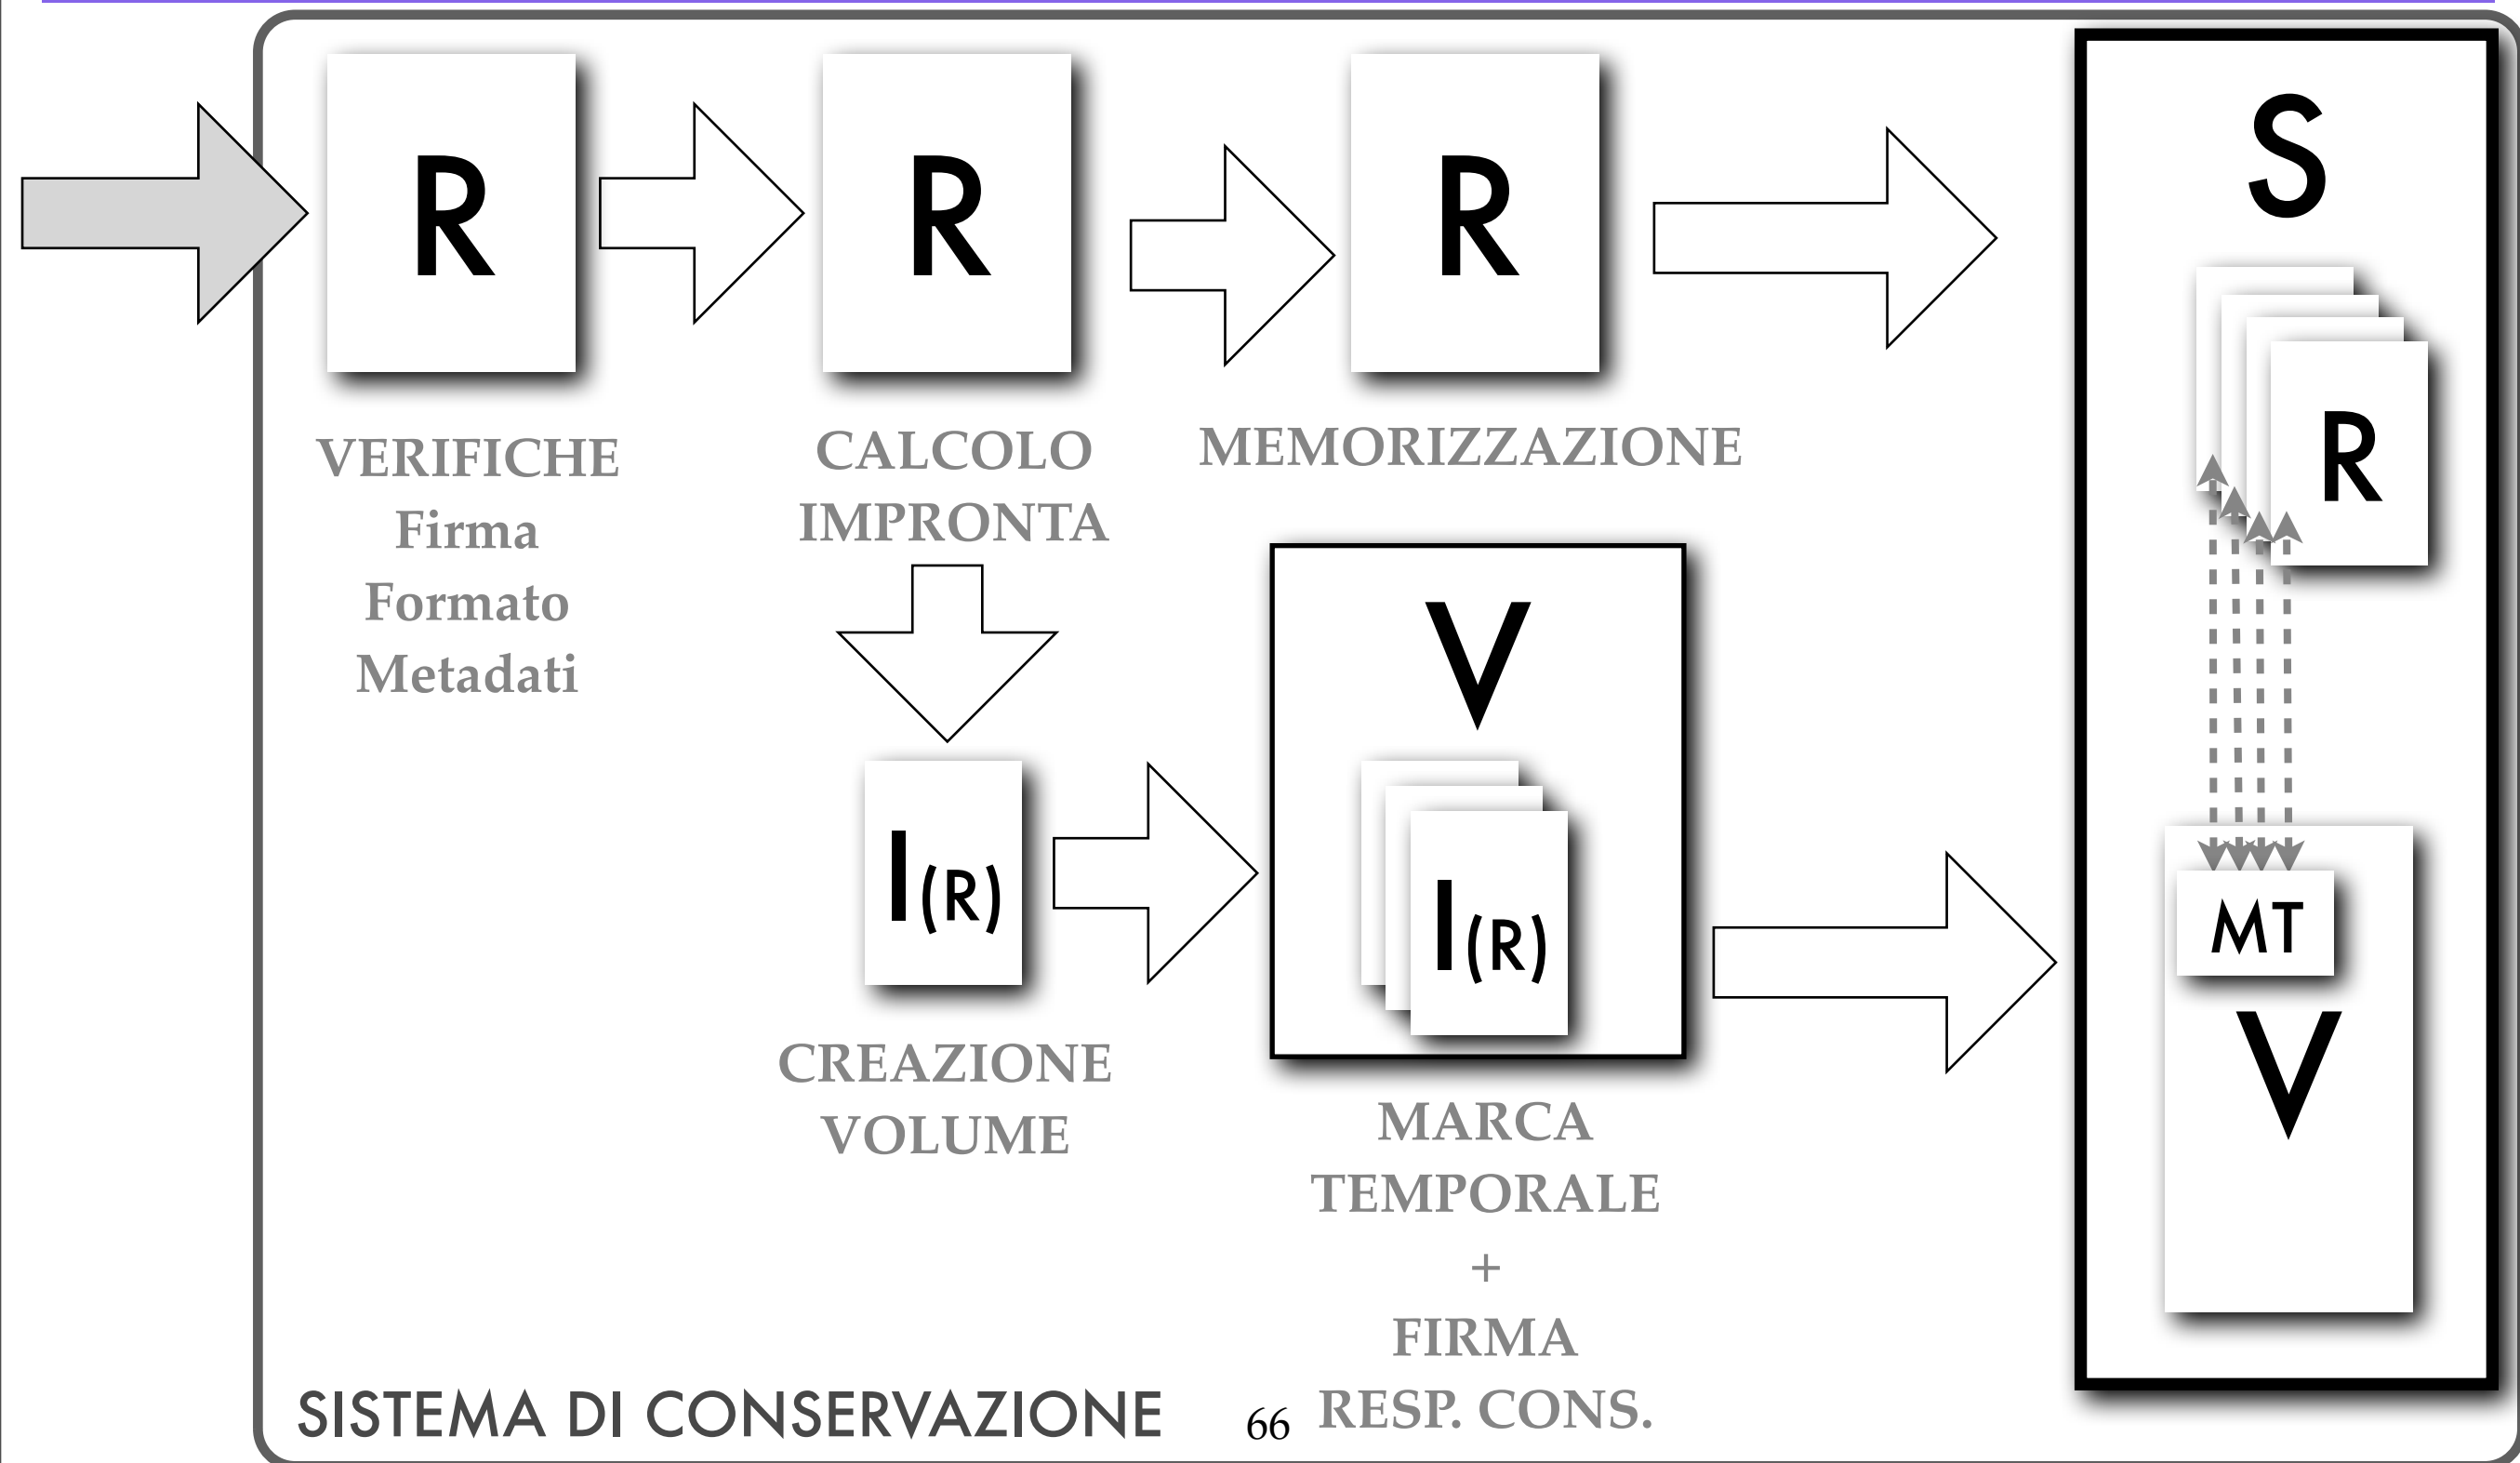 R
R
R
S
R
VERIFICHE
Firma
Formato
Metadati
CALCOLO
IMPRONTA
MEMORIZZAZIONE
I(R)
V
I(R)
MT
V
CREAZIONE
VOLUME
MARCA
TEMPORALE
+
FIRMA
RESP. CONS.
SISTEMA DI CONSERVAZIONE
66